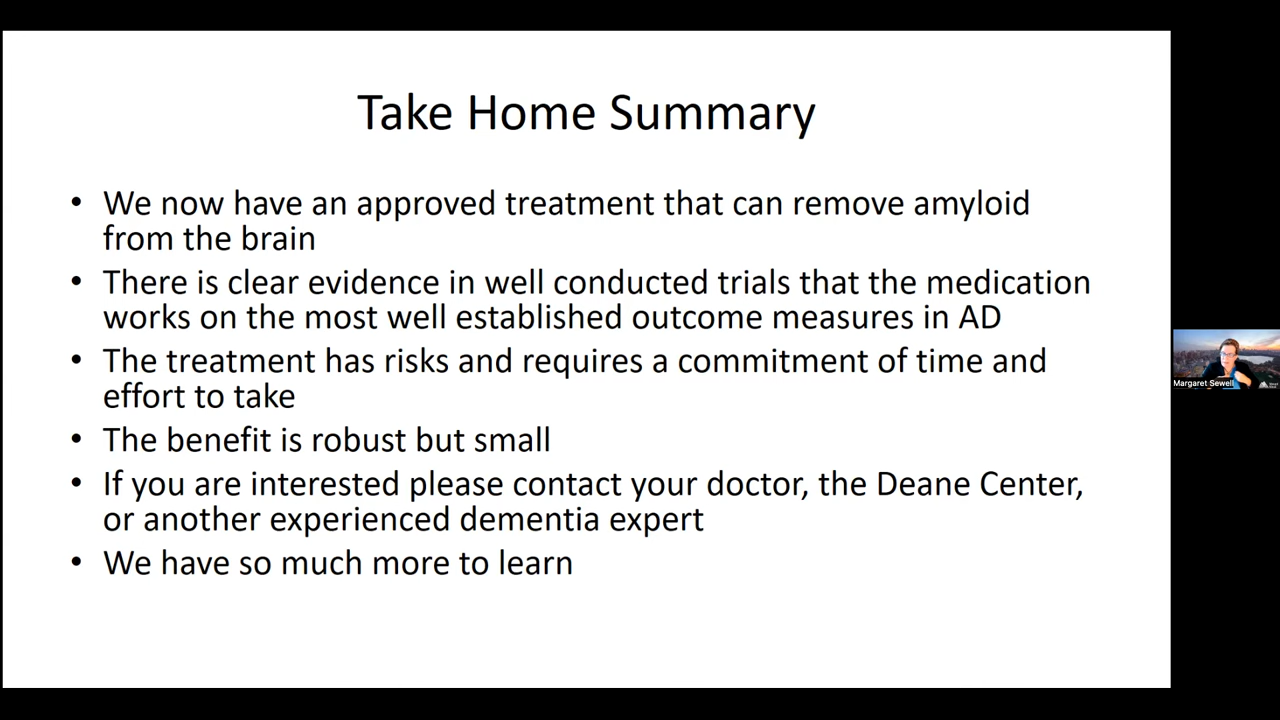 Take Home Summary
• We now have an approved treatment that can remove amyloid
from the brain
• There is clear evidence in well conducted trials that the medication
works on the most well established outcome measures in AD
• The treatment has risks and requires a commitment of time and
effort to take
• The benefit is robust but small
• If you are interested please contact your doctor, the Deane Center,
or another experienced dementia expert
• We have so much more to learn
Margaret Sewell